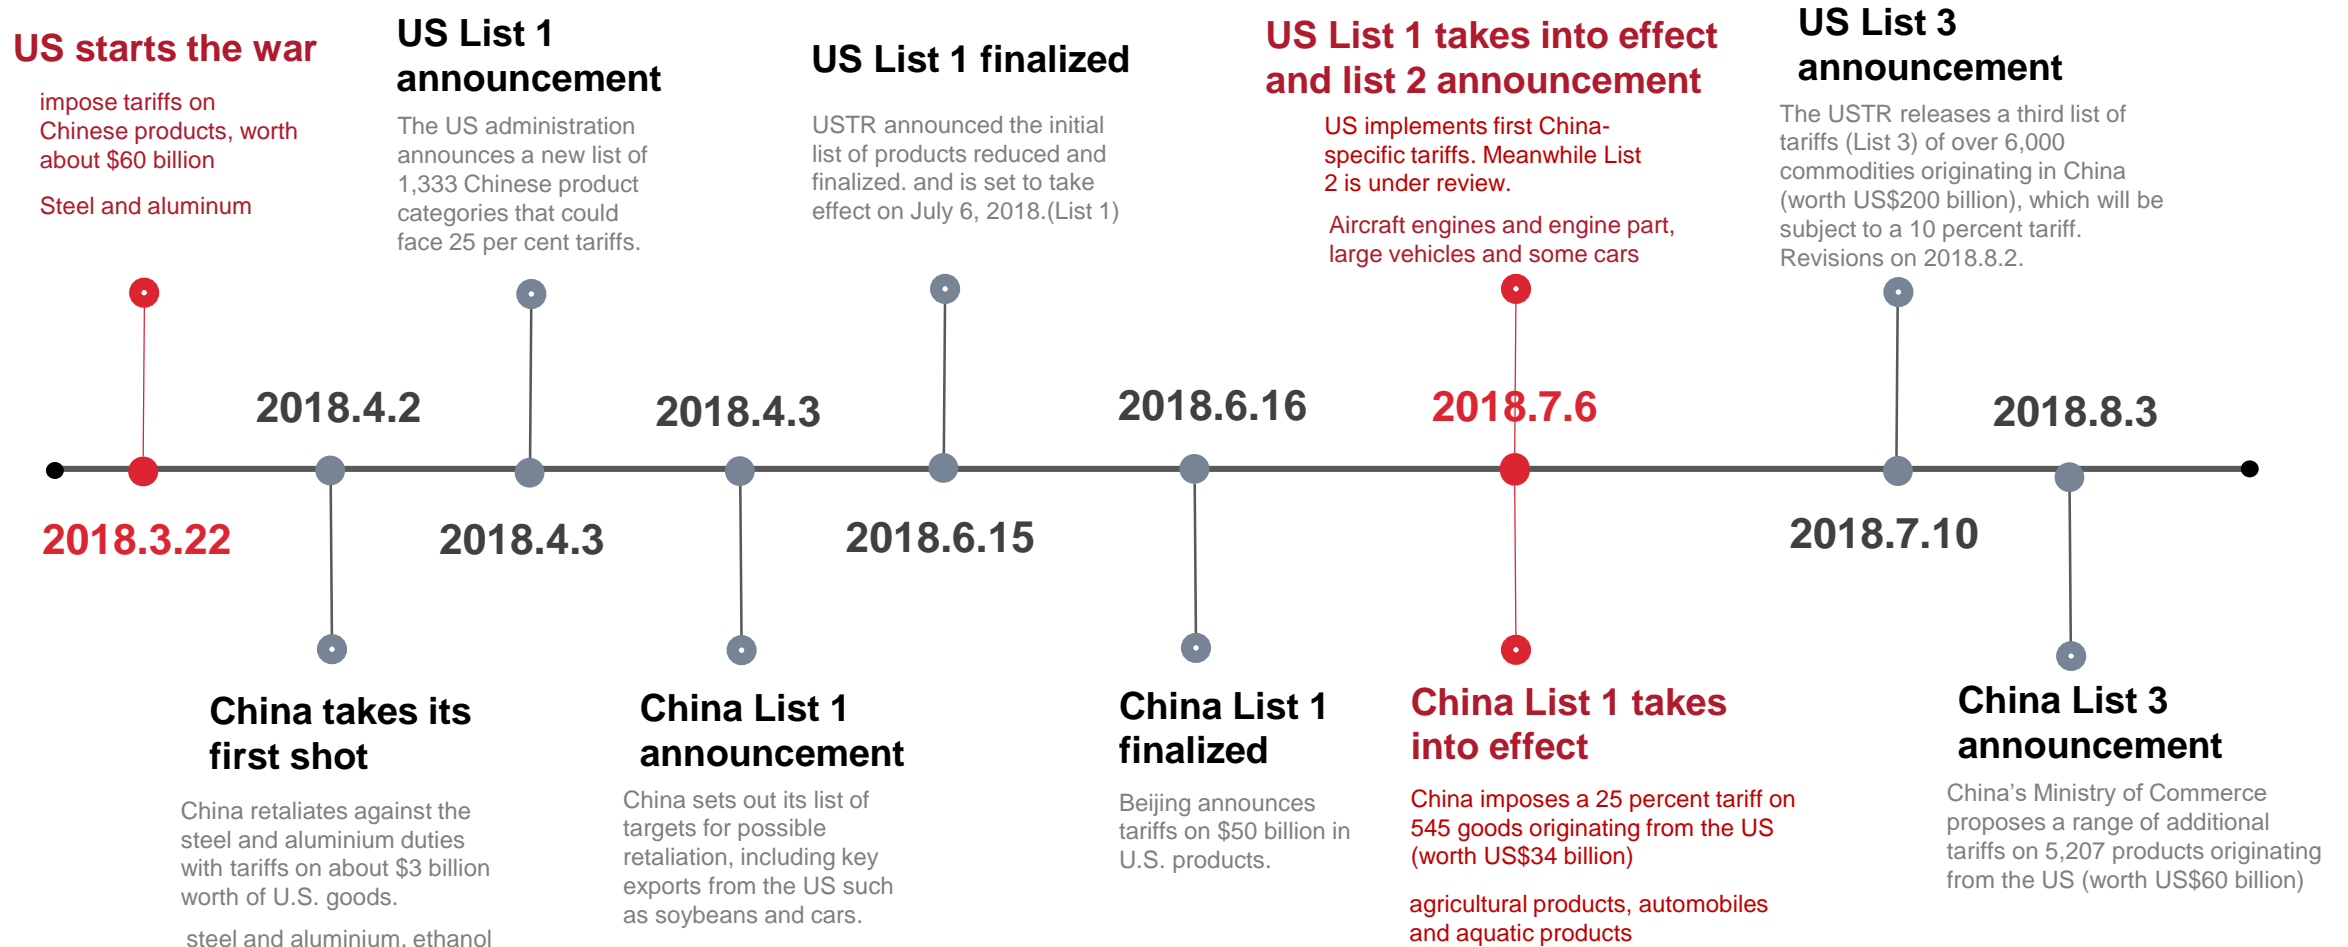 US starts the war
impose tariffs on
Chinese products, worth
about $60 billion
Steel and aluminum
US List 1
announcement
The US administration
announces a new list of
1,333 Chinese product
categories that could
face 25 per cent tariffs.
US List 1 finalized
USTR announced the initial
list of products reduced and
finalized. and is set to take
effect on July 6, 2018.(List 1)
US List 1 takes into effect
and list 2 announcement
US implements first China-
specific tariffs. Meanwhile List
2 is under review.
Aircraft engines and engine part,
large vehicles and some cars
US List 3
announcement
The USTR releases a third list of
tariffs (List 3) of over 6,000
commodities originating in China
(worth US$200 billion), which will be
subject to a 10 percent tariff.
Revisions on 2018.8.2.
2018.4.2
2018.4.3
2018.6.16
2018.7.6
2018.8.3
2018.3.22
2018.4.3
2018.6.15
2018.7.10
China takes its
first shot
China retaliates against the
steel and aluminium duties
with tariffs on about $3 billion
worth of U.S. goods.
steel and aluminium, ethanol
China List 1
announcement
China sets out its list of
targets for possible
retaliation, including key
exports from the US such
as soybeans and cars.
China List 1
finalized
Beijing announces
tariffs on $50 billion in
U.S. products.
China List 1 takes
into effect
China imposes a 25 percent tariff on
545 goods originating from the US
(worth US$34 billion)
agricultural products, automobiles
and aquatic products
China List 3
announcement
China’s Ministry of Commerce
proposes a range of additional
tariffs on 5,207 products originating
from the US (worth US$60 billion)